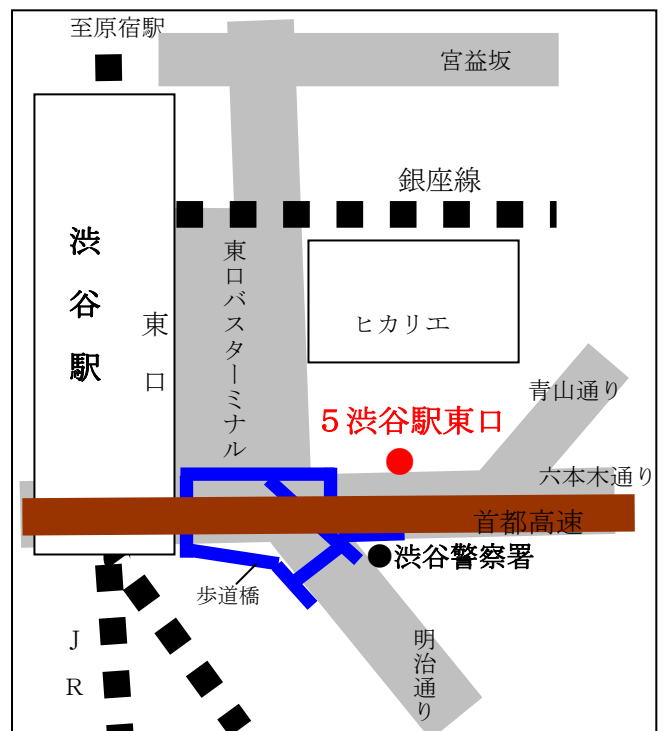 至原宿駅
宮益坂
銀座線
渋谷駅
東口
東口バスターミナル
ヒカリエ
青山通り
５渋谷駅東口
六本木通り
首都高速
渋谷警察署
歩道橋
明治通り
ＪＲ